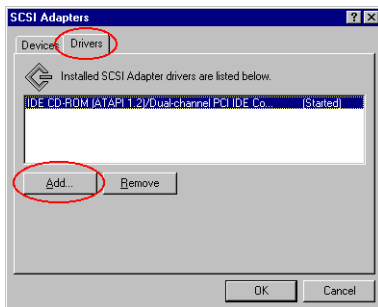 SCSI Adapters
Devices Drivers
Installed SCSI Adapter drivers are listed below.
IDE CD-ROM (ATAPI 1.2)/Dual-channel PCI IDE Co... (Started)
Add... Remove
OK Cancel